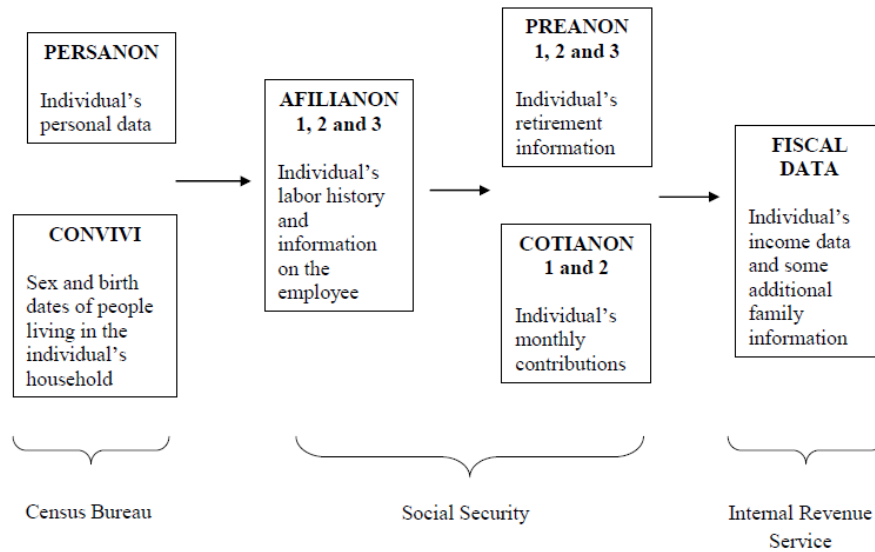 PERSANON
Individual's
personal data
CONVIVI
Sex and birth
dates of people
living in the
individual's
household
AFILIANON
1, 2 and 3
Individual's
labor history
and
information
on the
employee
PREANON
1, 2 and 3
Individual's
retirement
information
COTIANON
1 and 2
Individual's
monthly
contributions
FISCAL
DATA
Individual's
income data
and some
additional
family
information
Census Bureau
Social Security
Internal Revenue
Service